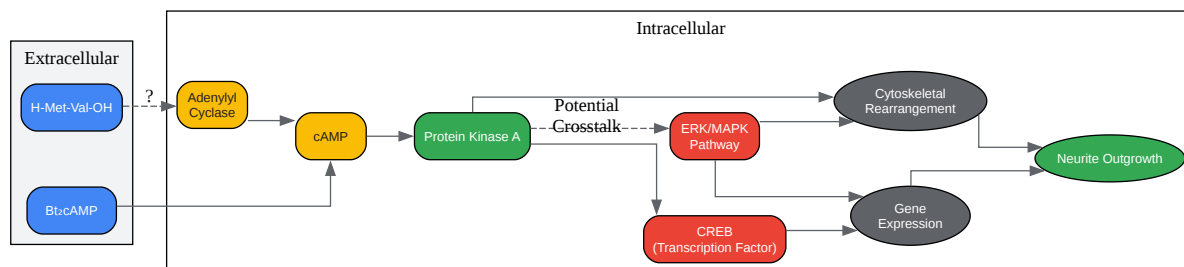 Extracellular
Intracellular
H-Met-Val-OH
?
Adenylyl
Cyclase
Bt₂cAMP
cAMP
Protein Kinase A
Potential
Crosstalk
ERK/MAPK
Pathway
CREB
(Transcription Factor)
Cytoskeletal
Rearrangement
Gene
Expression
Neurite Outgrowth